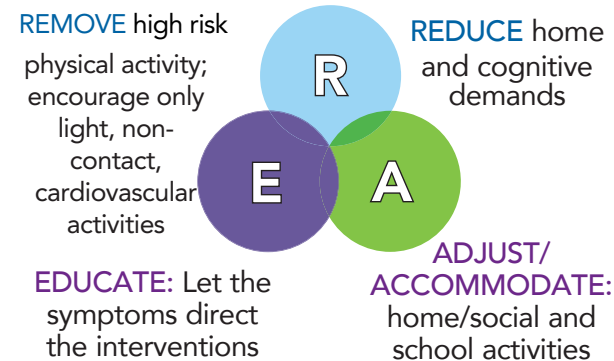 REMOVE high risk
physical activity;
encourage only
light, non-
contact,
cardiovascular
activities
R
REDUCE home
and cognitive
demands
E
A
EDUCATE: Let the
symptoms direct
the interventions
ADJUST/
ACCOMMODATE:
home/social and
school activities